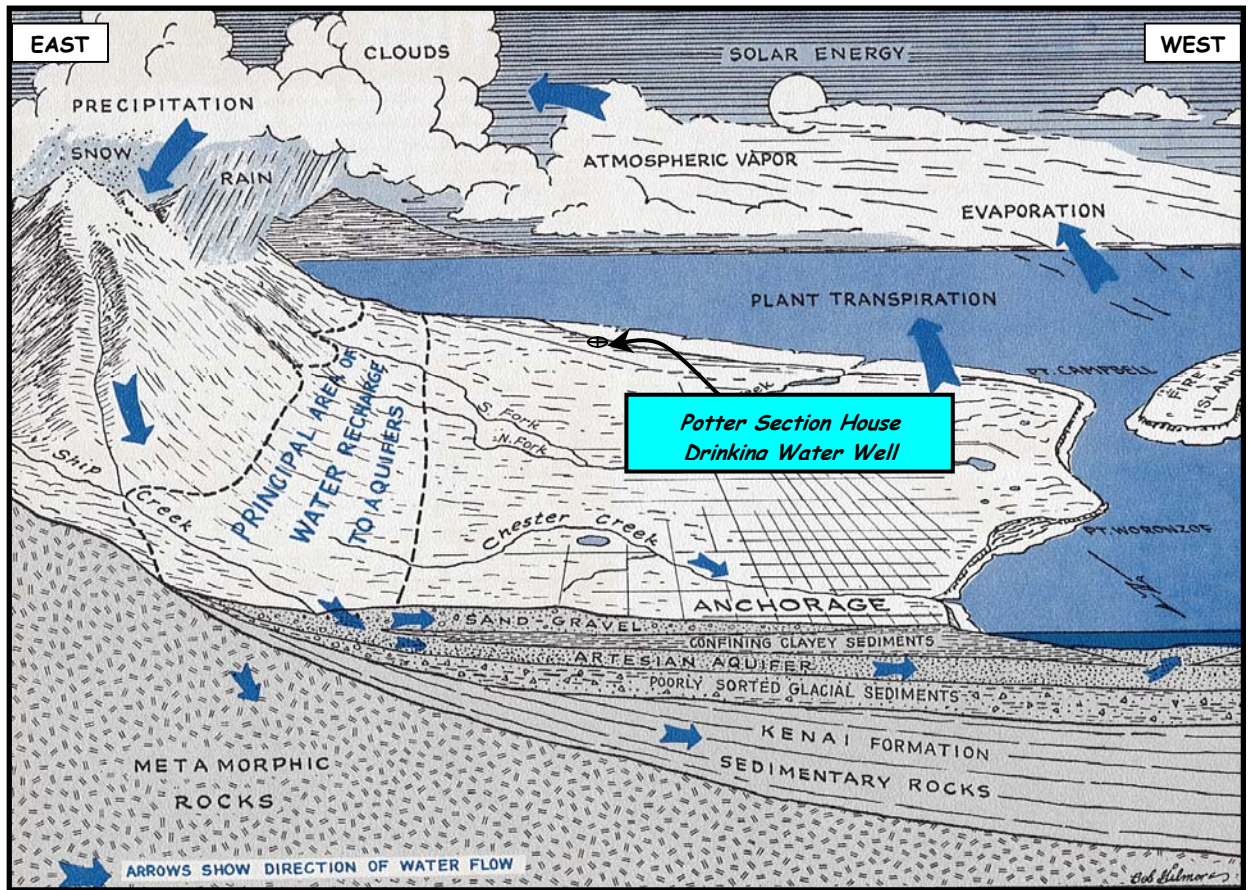 EAST
WEST
CLOUDS
SOLAR ENERGY
PRECIPITATION
SNOW
RAIN
ATMOSPHERIC VAPOR
EVAPORATION
PLANT TRANSPIRATION
PT. CAMPBELL
FIRE
ISLAND
Potter Section House
Drinking Water Well
PRINCIPAL AREA OF
WATER RECHARGE
TO AQUIFERS
S. Fork
N. Fork
Ship
Creek
Chester Creek
PT. WORONZOF
ANCHORAGE
SAND-GRAVEL
CONFINING CLAYEY SEDIMENTS
ARTESIAN AQUIFER
POORLY SORTED GLACIAL SEDIMENTS
KENAI FORMATION
SEDIMENTARY ROCKS
METAMORPHIC
ROCKS
ARROWS SHOW DIRECTION OF WATER FLOW
Bob Gilmore